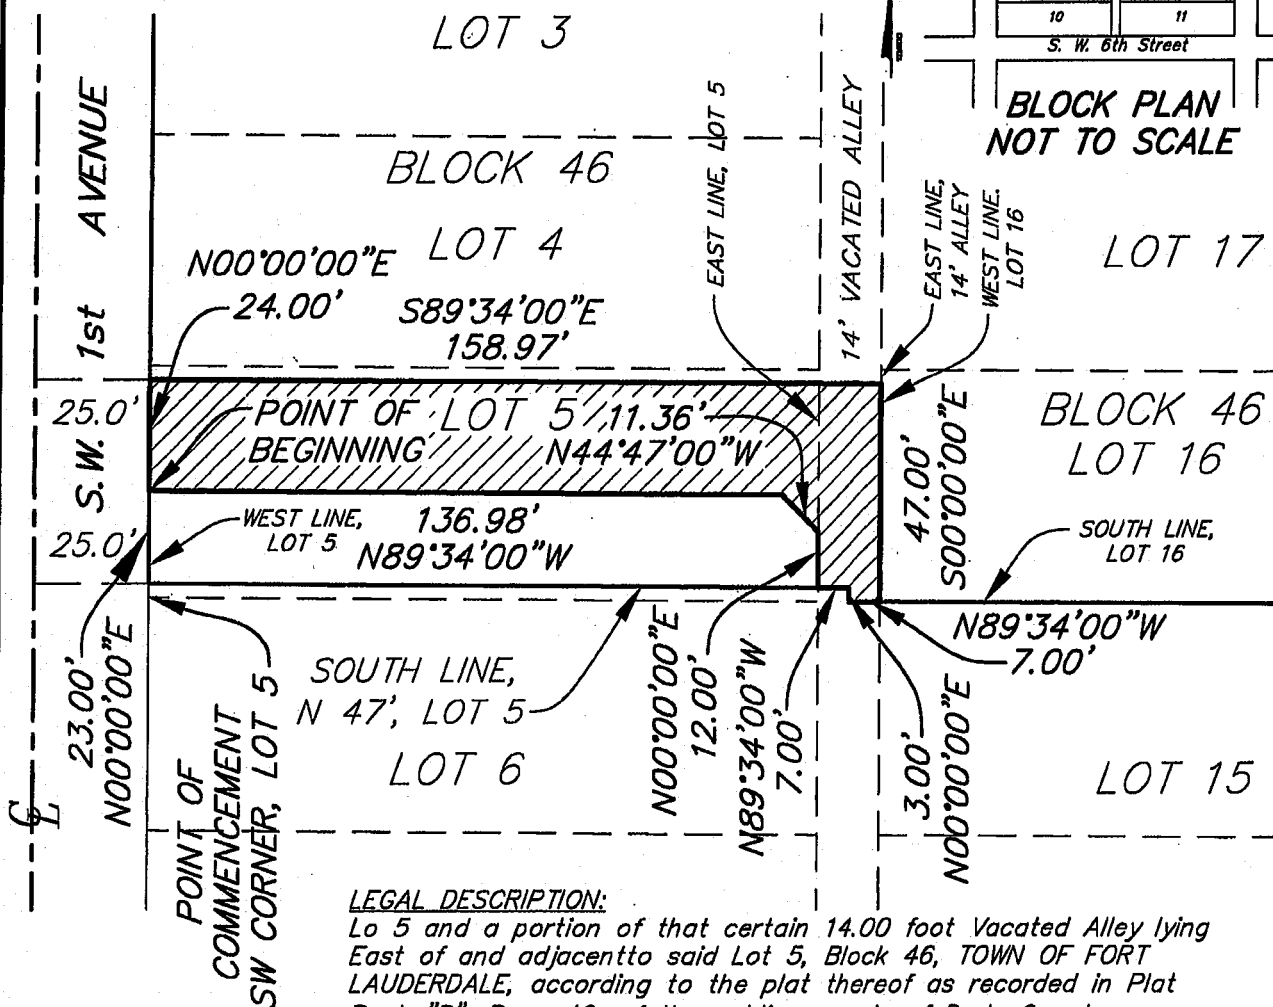 LOT 3
10
11
S. W. 6th Street
BLOCK PLAN
NOT TO SCALE
S.W. 1st AVENUE
BLOCK 46
LOT 4
N00°00'00"E
24.00'
S89°34'00"E
158.97'
EAST LINE, LOT 5
14' VACATED ALLEY
EAST LINE,
14' ALLEY
WEST LINE.
LOT 16
LOT 17
25.0'
25.0'
POINT OF
BEGINNING
LOT 5
11.36'
N44°47'00"W
BLOCK 46
LOT 16
47.00'
S00°00'00"E
WEST LINE,
LOT 5
136.98'
N89°34'00"W
SOUTH LINE,
LOT 16
23.00'
N00°00'00"E
SOUTH LINE,
N 47', LOT 5
N00°00'00"E
12.00'
N89°34'00"W
7.00'
N89°34'00"W
7.00'
3.00'
N00°00'00"E
LOT 6
LOT 15
POINT OF
COMMENCEMENT
SW CORNER, LOT 5
CL
LEGAL DESCRIPTION:
Lo 5 and a portion of that certain 14.00 foot Vacated Alley lying
East of and adjacentto said Lot 5, Block 46, TOWN OF FORT
LAUDERDALE, according to the plat thereof as recorded in Plat